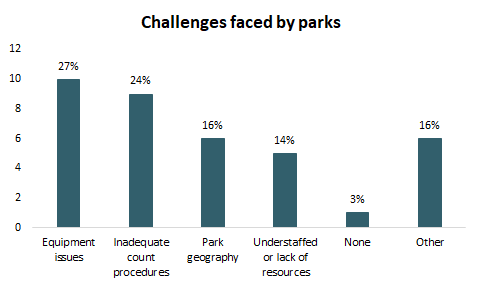 Challenges faced by parks
12
10
8
6
4
2
0
27%
24%
16%
14%
3%
16%
Equipment
issues
Inadequate
count
procedures
Park
geography
Understaffed
or lack of
resources
None
Other